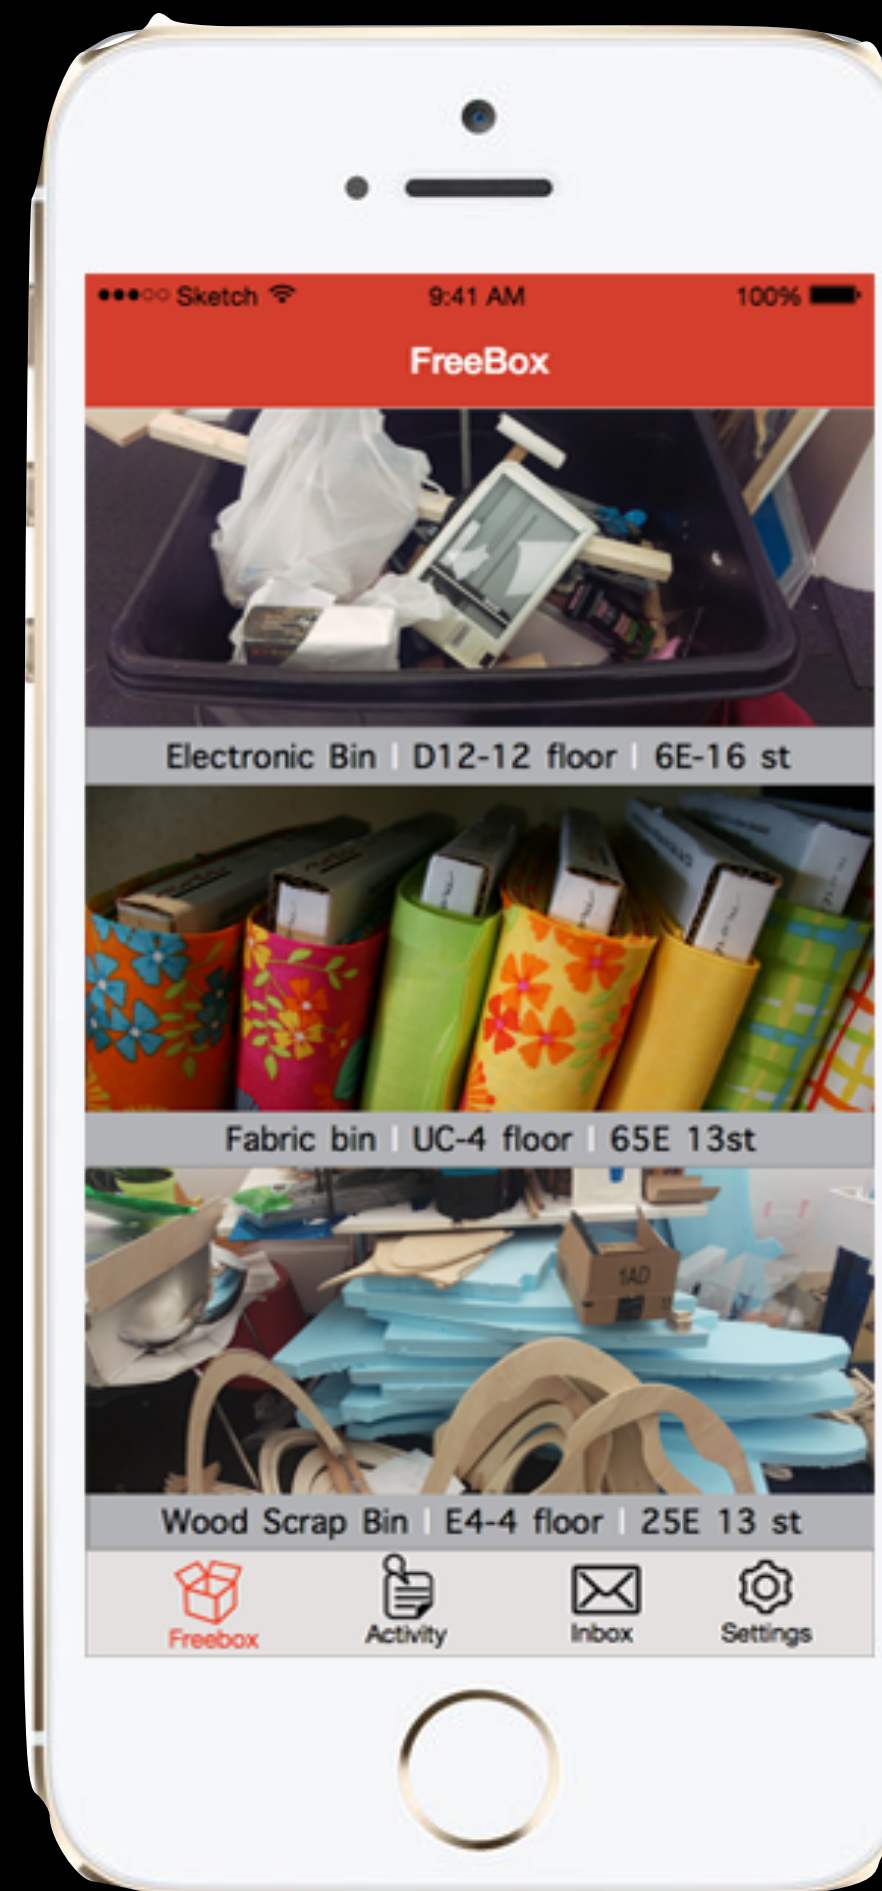 Sketch 9:41 AM 100%
FreeBox
Electronic Bin | D12-12 floor | 6E-16 st
Fabric bin | UC-4 floor | 65E 13st
1AD
Wood Scrap Bin | E4-4 floor | 25E 13 st
Freebox Activity Inbox Settings